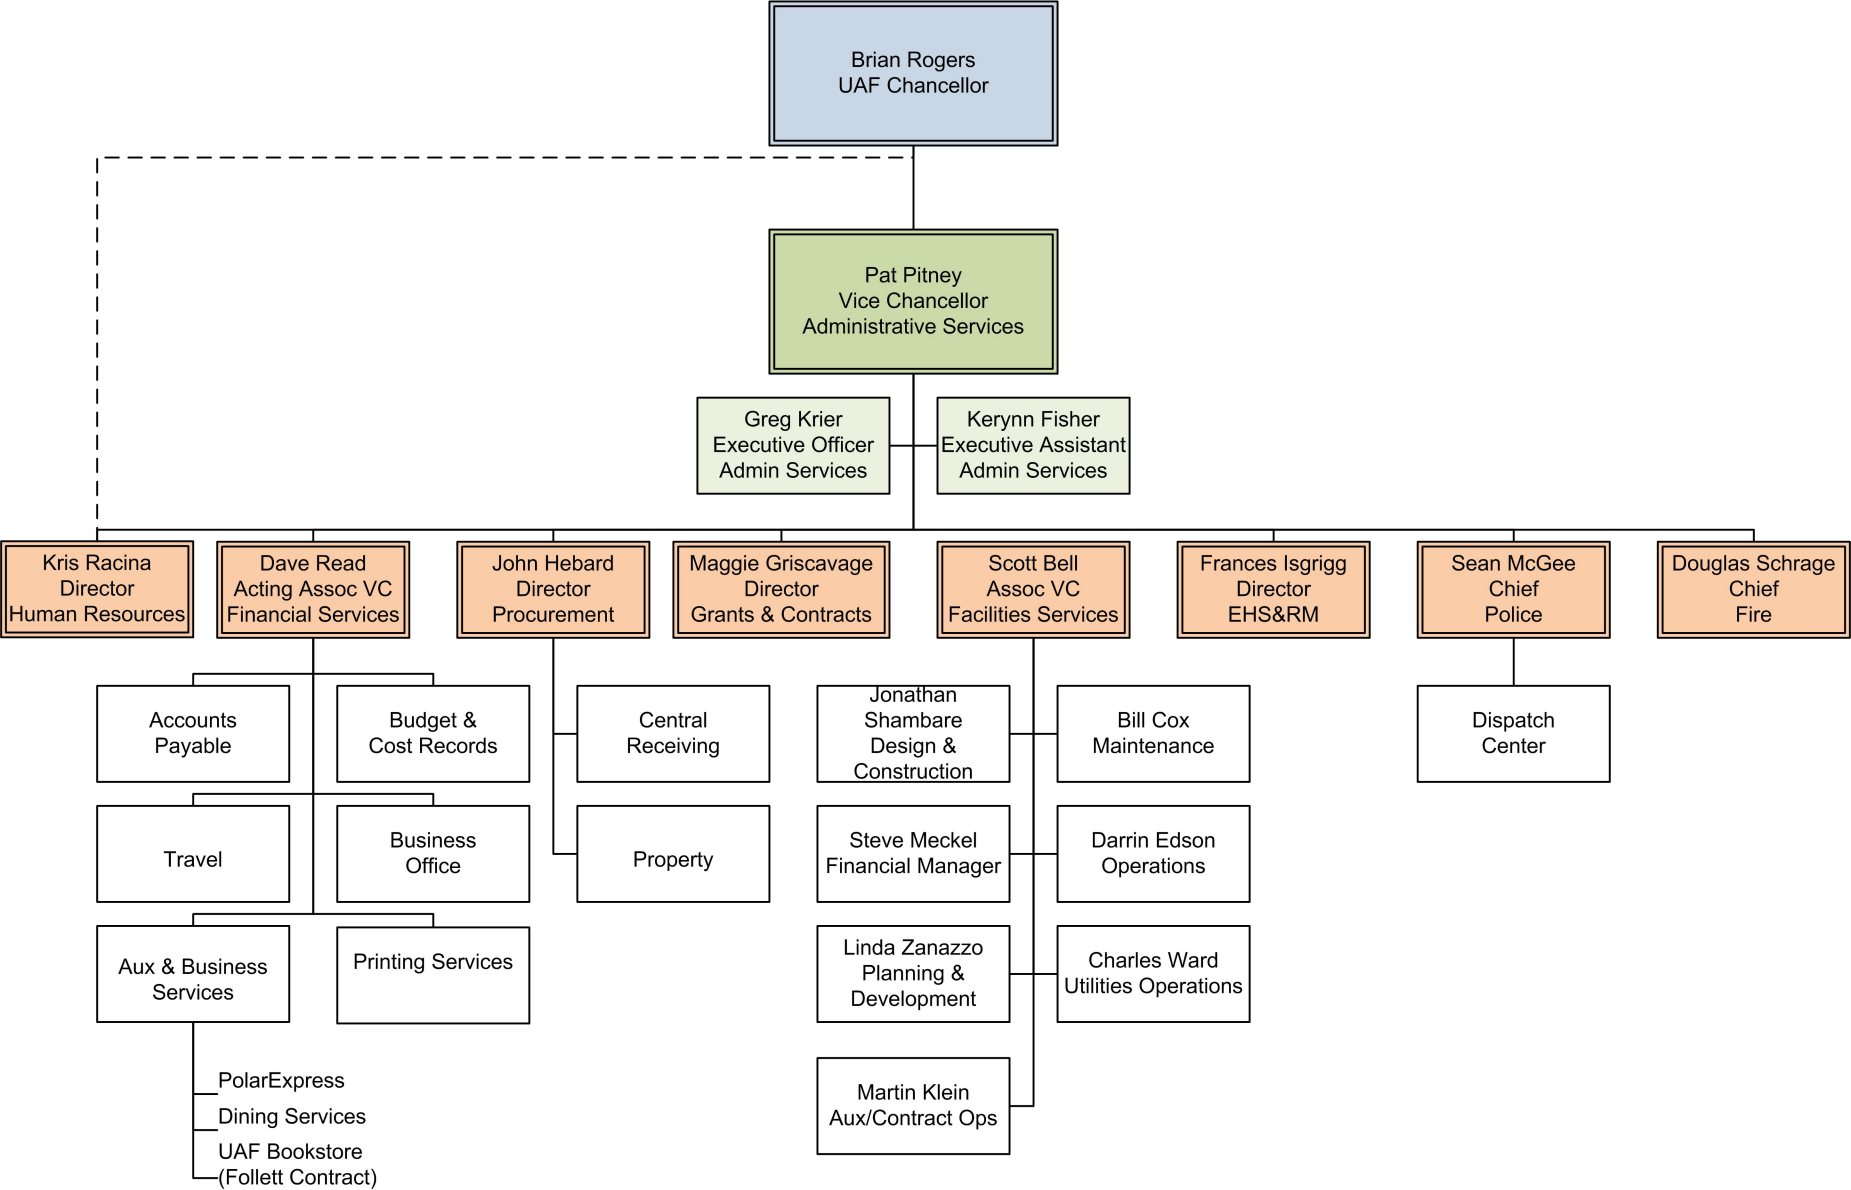 Brian Rogers
UAF Chancellor
Pat Pitney
Vice Chancellor
Administrative Services
Greg Krier
Executive Officer
Admin Services
Kerynn Fisher
Executive Assistant
Admin Services
Kris Racina
Director
Human Resources
Dave Read
Acting Assoc VC
Financial Services
John Hebard
Director
Procurement
Maggie Griscavage
Director
Grants & Contracts
Scott Bell
Assoc VC
Facilities Services
Frances Isgrigg
Director
EHS&RM
Sean McGee
Chief
Police
Douglas Schrage
Chief
Fire
Accounts
Payable
Budget &
Cost Records
Central
Receiving
Jonathan
Shambare
Design &
Construction
Bill Cox
Maintenance
Dispatch
Center
Travel
Business
Office
Property
Steve Meckel
Financial Manager
Darrin Edson
Operations
Aux & Business
Services
Printing Services
Linda Zanazzo
Planning &
Development
Charles Ward
Utilities Operations
PolarExpress
Dining Services
UAF Bookstore
(Follett Contract)
Martin Klein
Aux/Contract Ops